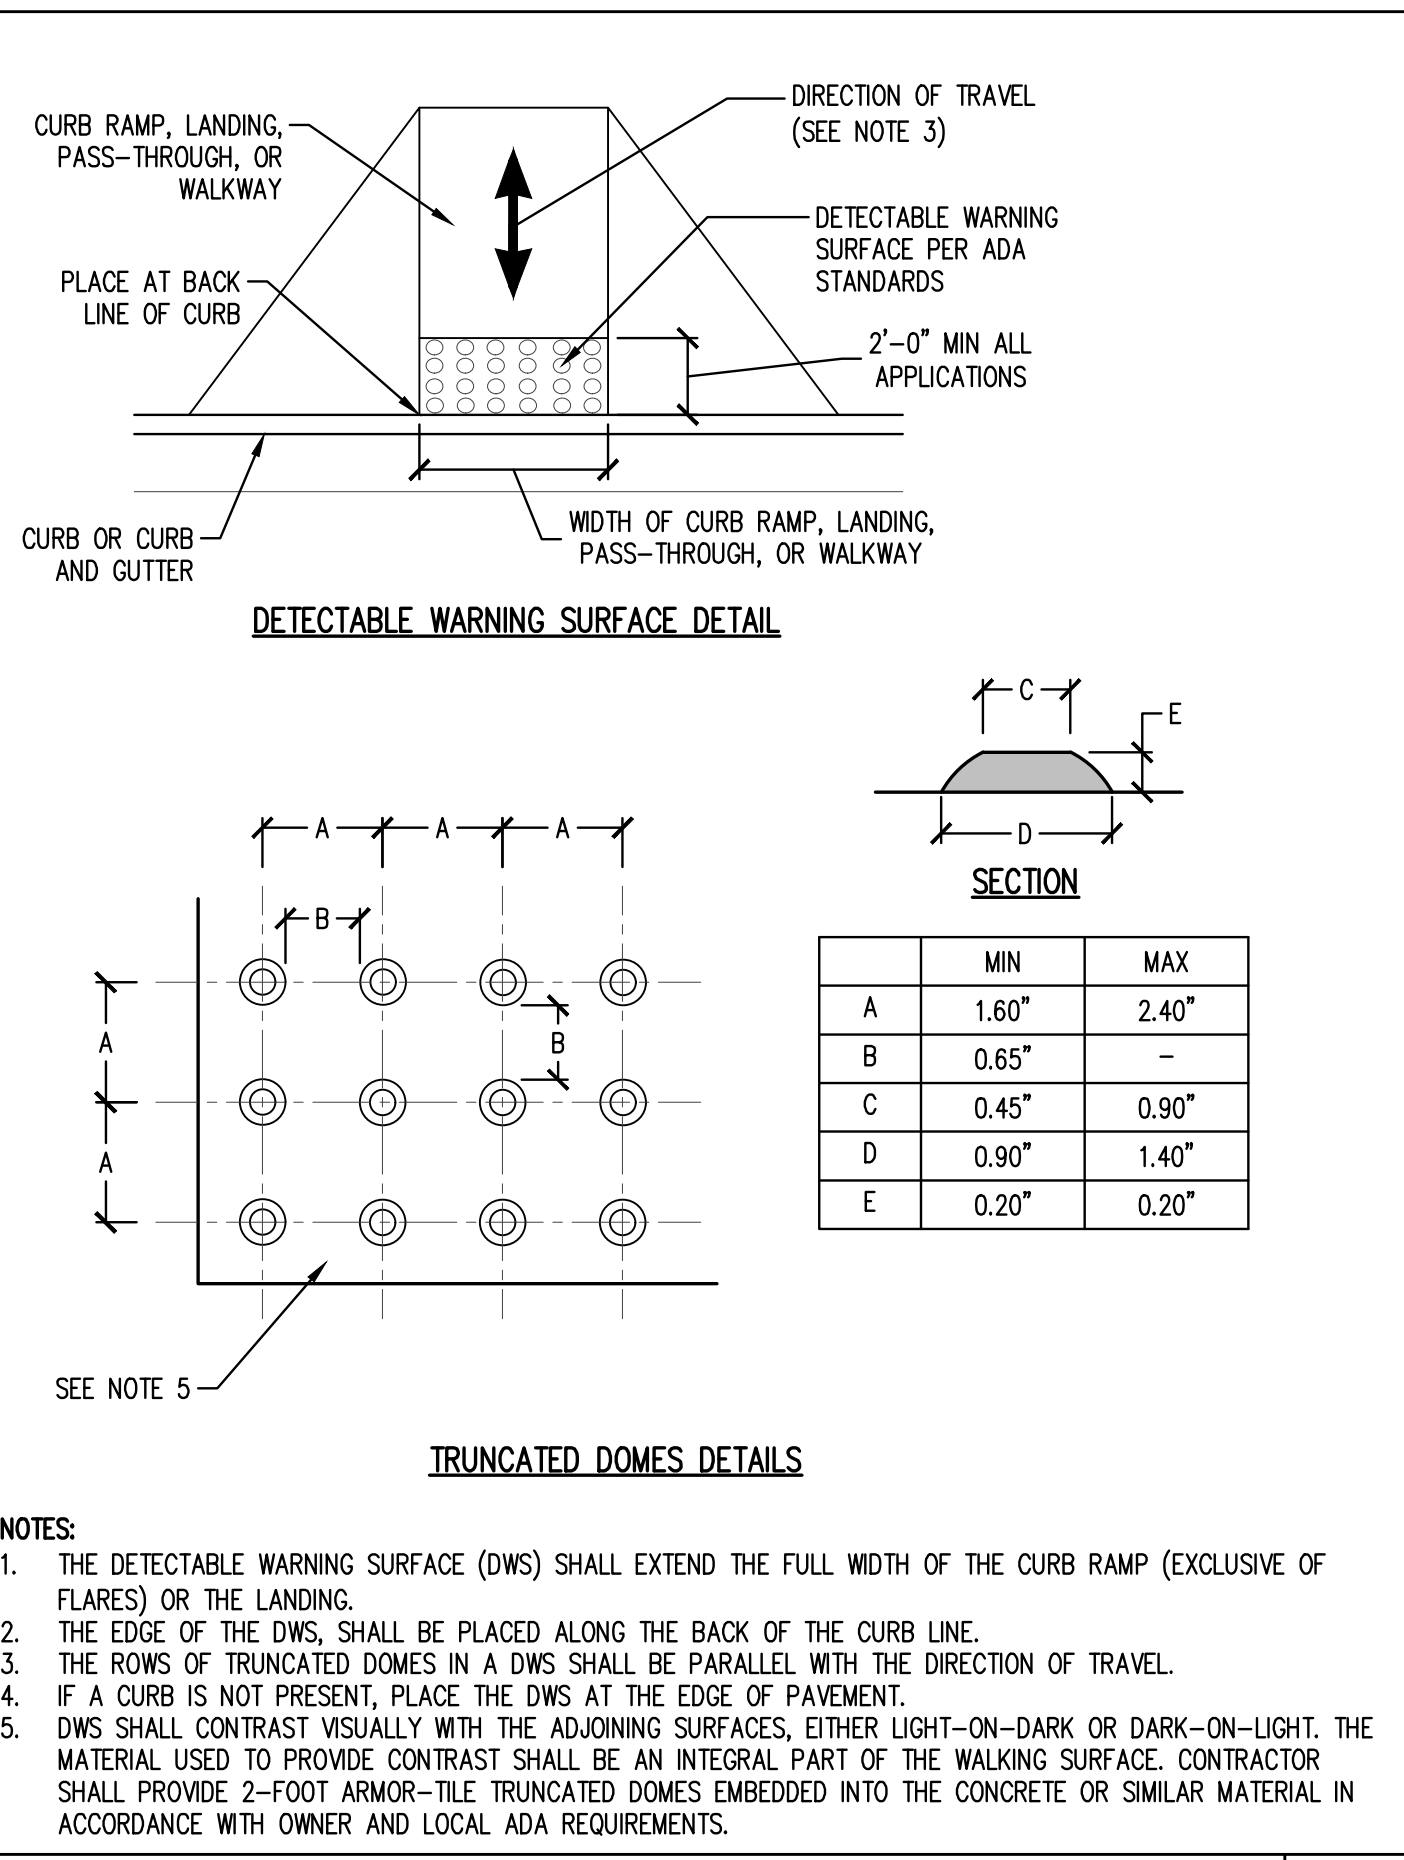 CURB RAMP, LANDING,
PASS-THROUGH, OR
WALKWAY
DIRECTION OF TRAVEL
(SEE NOTE 3)
DETECTABLE WARNING
SURFACE PER ADA
STANDARDS
PLACE AT BACK
LINE OF CURB
2'-0" MIN ALL
APPLICATIONS
CURB OR CURB
AND GUTTER
WIDTH OF CURB RAMP, LANDING,
PASS-THROUGH, OR WALKWAY
DETECTABLE WARNING SURFACE DETAIL
C
E
D
SECTION
A A A
B
A
B
A
SEE NOTE 5
MIN MAX
A 1.60" 2.40"
B 0.65" -
C 0.45" 0.90"
D 0.90" 1.40"
E 0.20" 0.20"
TRUNCATED DOMES DETAILS
NOTES:
1. THE DETECTABLE WARNING SURFACE (DWS) SHALL EXTEND THE FULL WIDTH OF THE CURB RAMP (EXCLUSIVE OF
FLARES) OR THE LANDING.
2. THE EDGE OF THE DWS, SHALL BE PLACED ALONG THE BACK OF THE CURB LINE.
3. THE ROWS OF TRUNCATED DOMES IN A DWS SHALL BE PARALLEL WITH THE DIRECTION OF TRAVEL.
4. IF A CURB IS NOT PRESENT, PLACE THE DWS AT THE EDGE OF PAVEMENT.
5. DWS SHALL CONTRAST VISUALLY WITH THE ADJOINING SURFACES, EITHER LIGHT-ON-DARK OR DARK-ON-LIGHT. THE
MATERIAL USED TO PROVIDE CONTRAST SHALL BE AN INTEGRAL PART OF THE WALKING SURFACE. CONTRACTOR
SHALL PROVIDE 2-FOOT ARMOR-TILE TRUNCATED DOMES EMBEDDED INTO THE CONCRETE OR SIMILAR MATERIAL IN
ACCORDANCE WITH OWNER AND LOCAL ADA REQUIREMENTS.